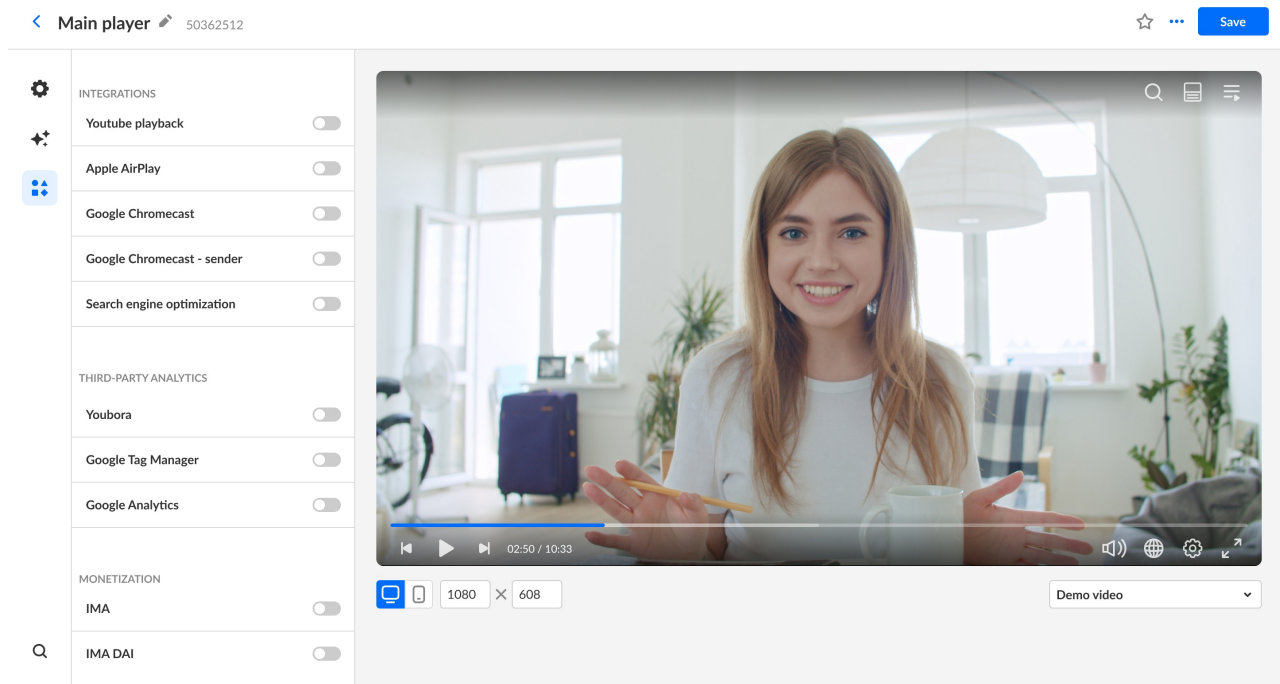 Main player 50362512
Save
INTEGRATIONS
Youtube playback
Apple AirPlay
Google Chromecast
Google Chromecast - sender
Search engine optimization
THIRD-PARTY ANALYTICS
Youbora
Google Tag Manager
Google Analytics
MONETIZATION
IMA
IMA DAI
02:50 / 10:33
1080
608
Demo video